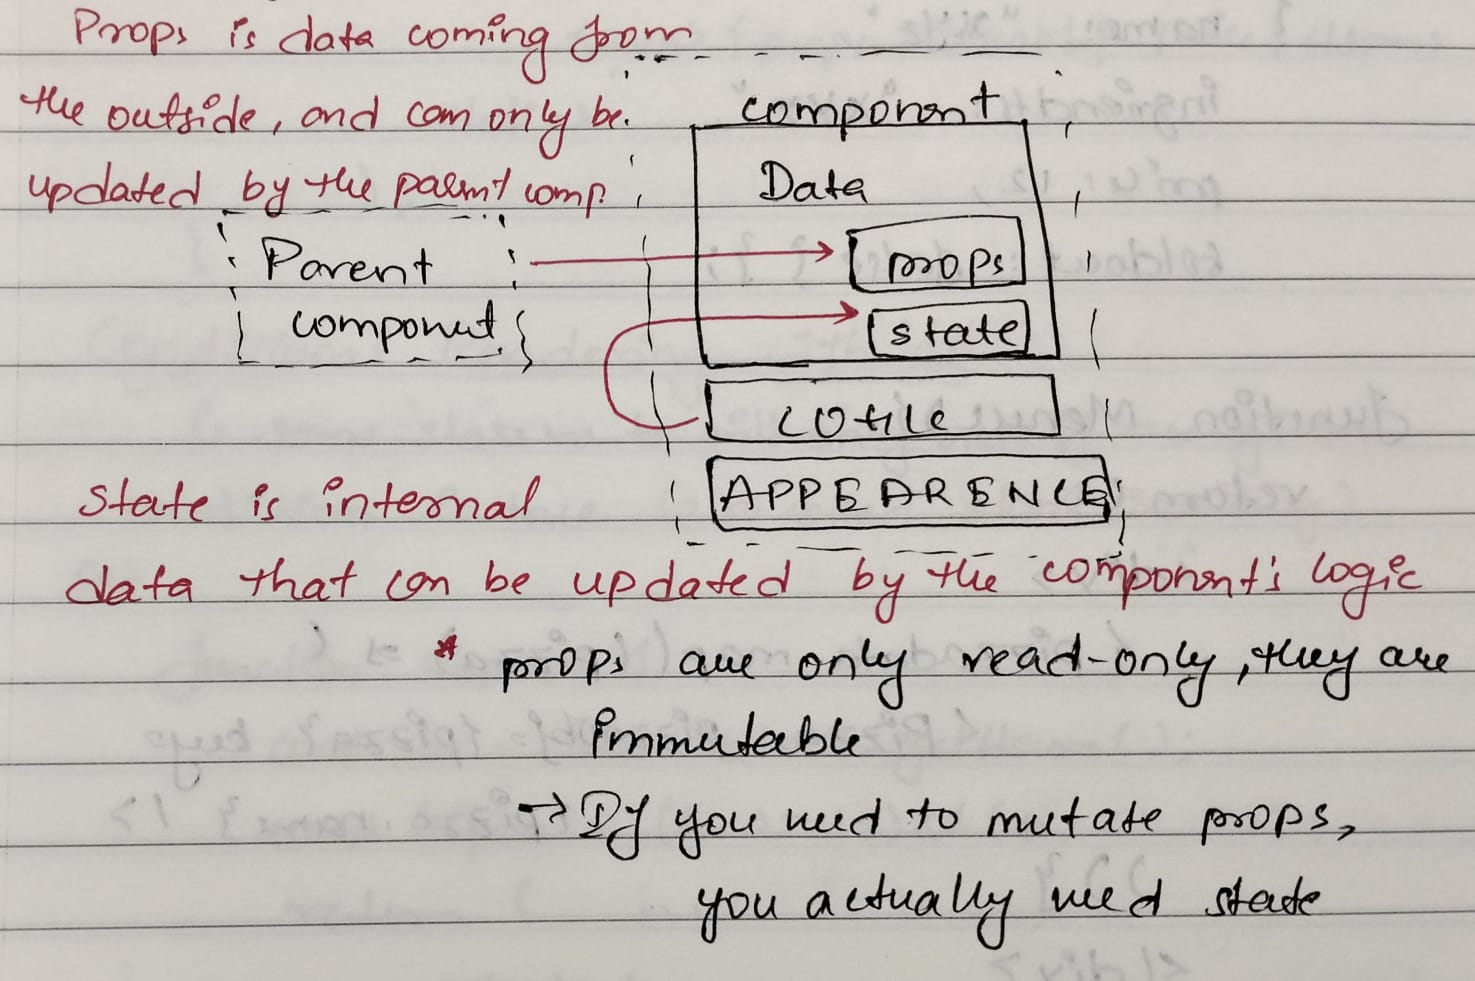 Props is data coming from
the outside, and can only be.
updated by the parent comp.
component
Data
props
state
Parent
component
APPEARENCE
State is internal
data that can be updated by the component's logic
* props are only read-only, they are
immutable
→ If you need to mutate props,
you actually need state